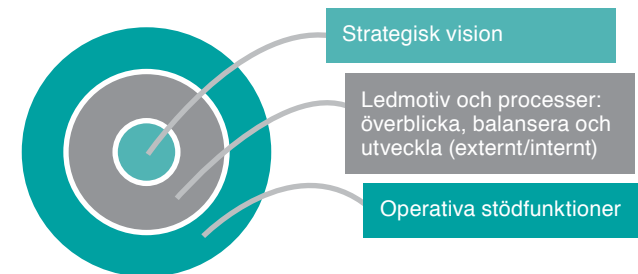 Strategisk vision
Ledmotiv och processer:
överblicka, balansera och
utveckla (externt/internt)
Operativa stödfunktioner